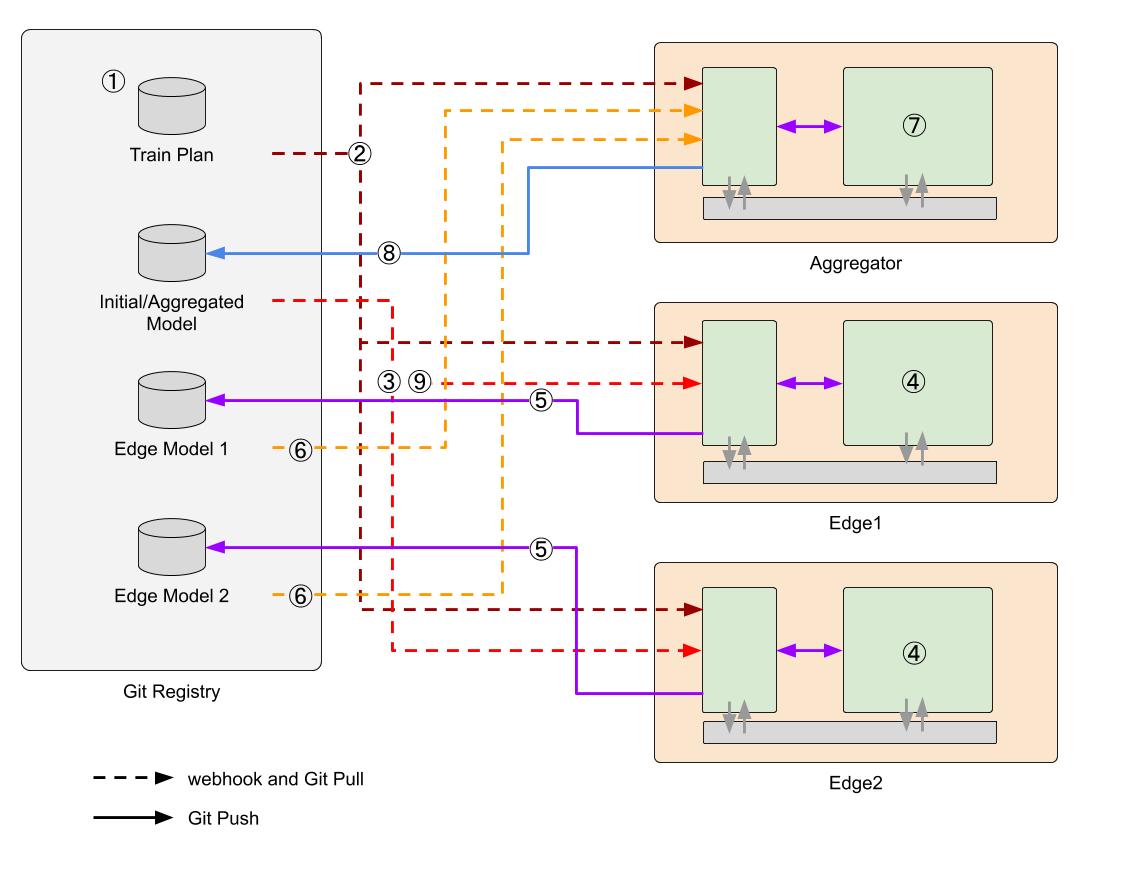 ①
Train Plan
②
⑧
Initial/Aggregated
Model
③ ⑨
⑤
Edge Model 1
⑥
⑤
Edge Model 2
⑥
Git Registry
⑦
Aggregator
④
Edge1
④
Edge2
webhook and Git Pull
Git Push